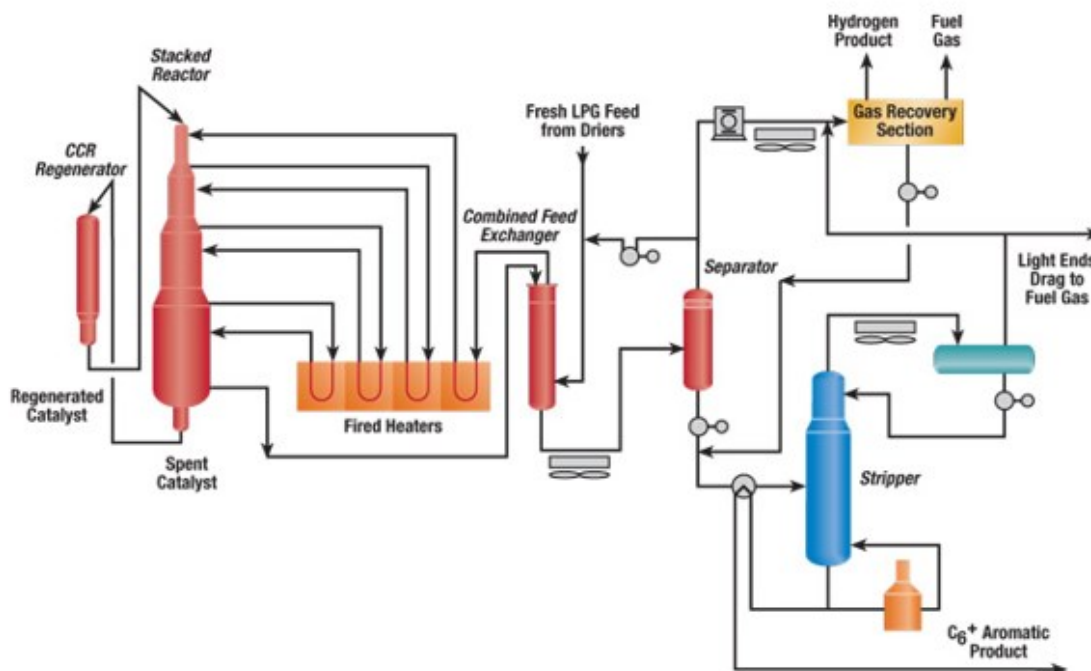 Hydrogen
Product
Fuel
Gas
Stacked
Reactor
Fresh LPG Feed
from Driers
Gas Recovery
Section
CCR
Regenerator
Combined Feed
Exchanger
Separator
Light Ends
Drag to
Fuel Gas
Regenerated
Catalyst
Fired Heaters
Spent
Catalyst
Stripper
C6+ Aromatic
Product